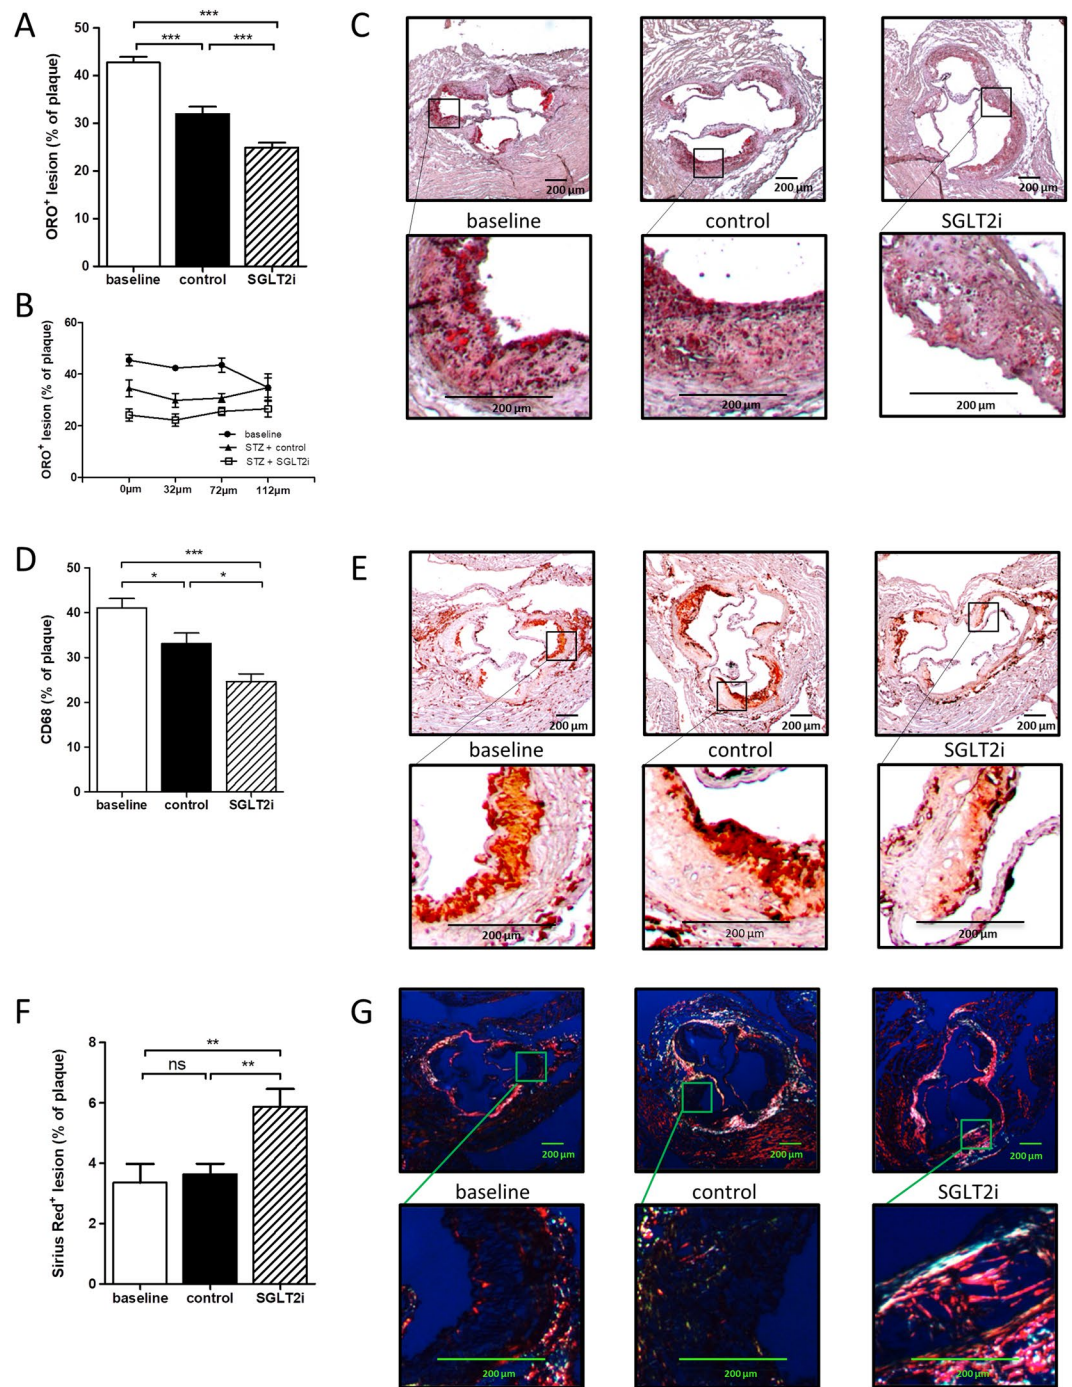 A
ORO+ lesion (% of plaque)
50
40
30
20
10
0
***
***
***
baseline
control
SGLT2i
B
ORO+ lesion (% of plaque)
60
40
20
0
0µm
32µm
72µm
112µm
baseline
STZ + control
STZ + SGLT2i
C
200 µm
200 µm
200 µm
baseline
control
SGLT2i
200 µm
200 µm
200 µm
D
CD68 (% of plaque)
50
40
30
20
10
0
***
*
*
baseline
control
SGLT2i
E
200 µm
200 µm
200 µm
baseline
control
SGLT2i
200 µm
200 µm
200 µm
F
Sirius Red+ lesion (% of plaque)
8
6
4
2
0
**
ns
**
baseline
control
SGLT2i
G
200 µm
200 µm
200 µm
baseline
control
SGLT2i
200 µm
200 µm
200 µm